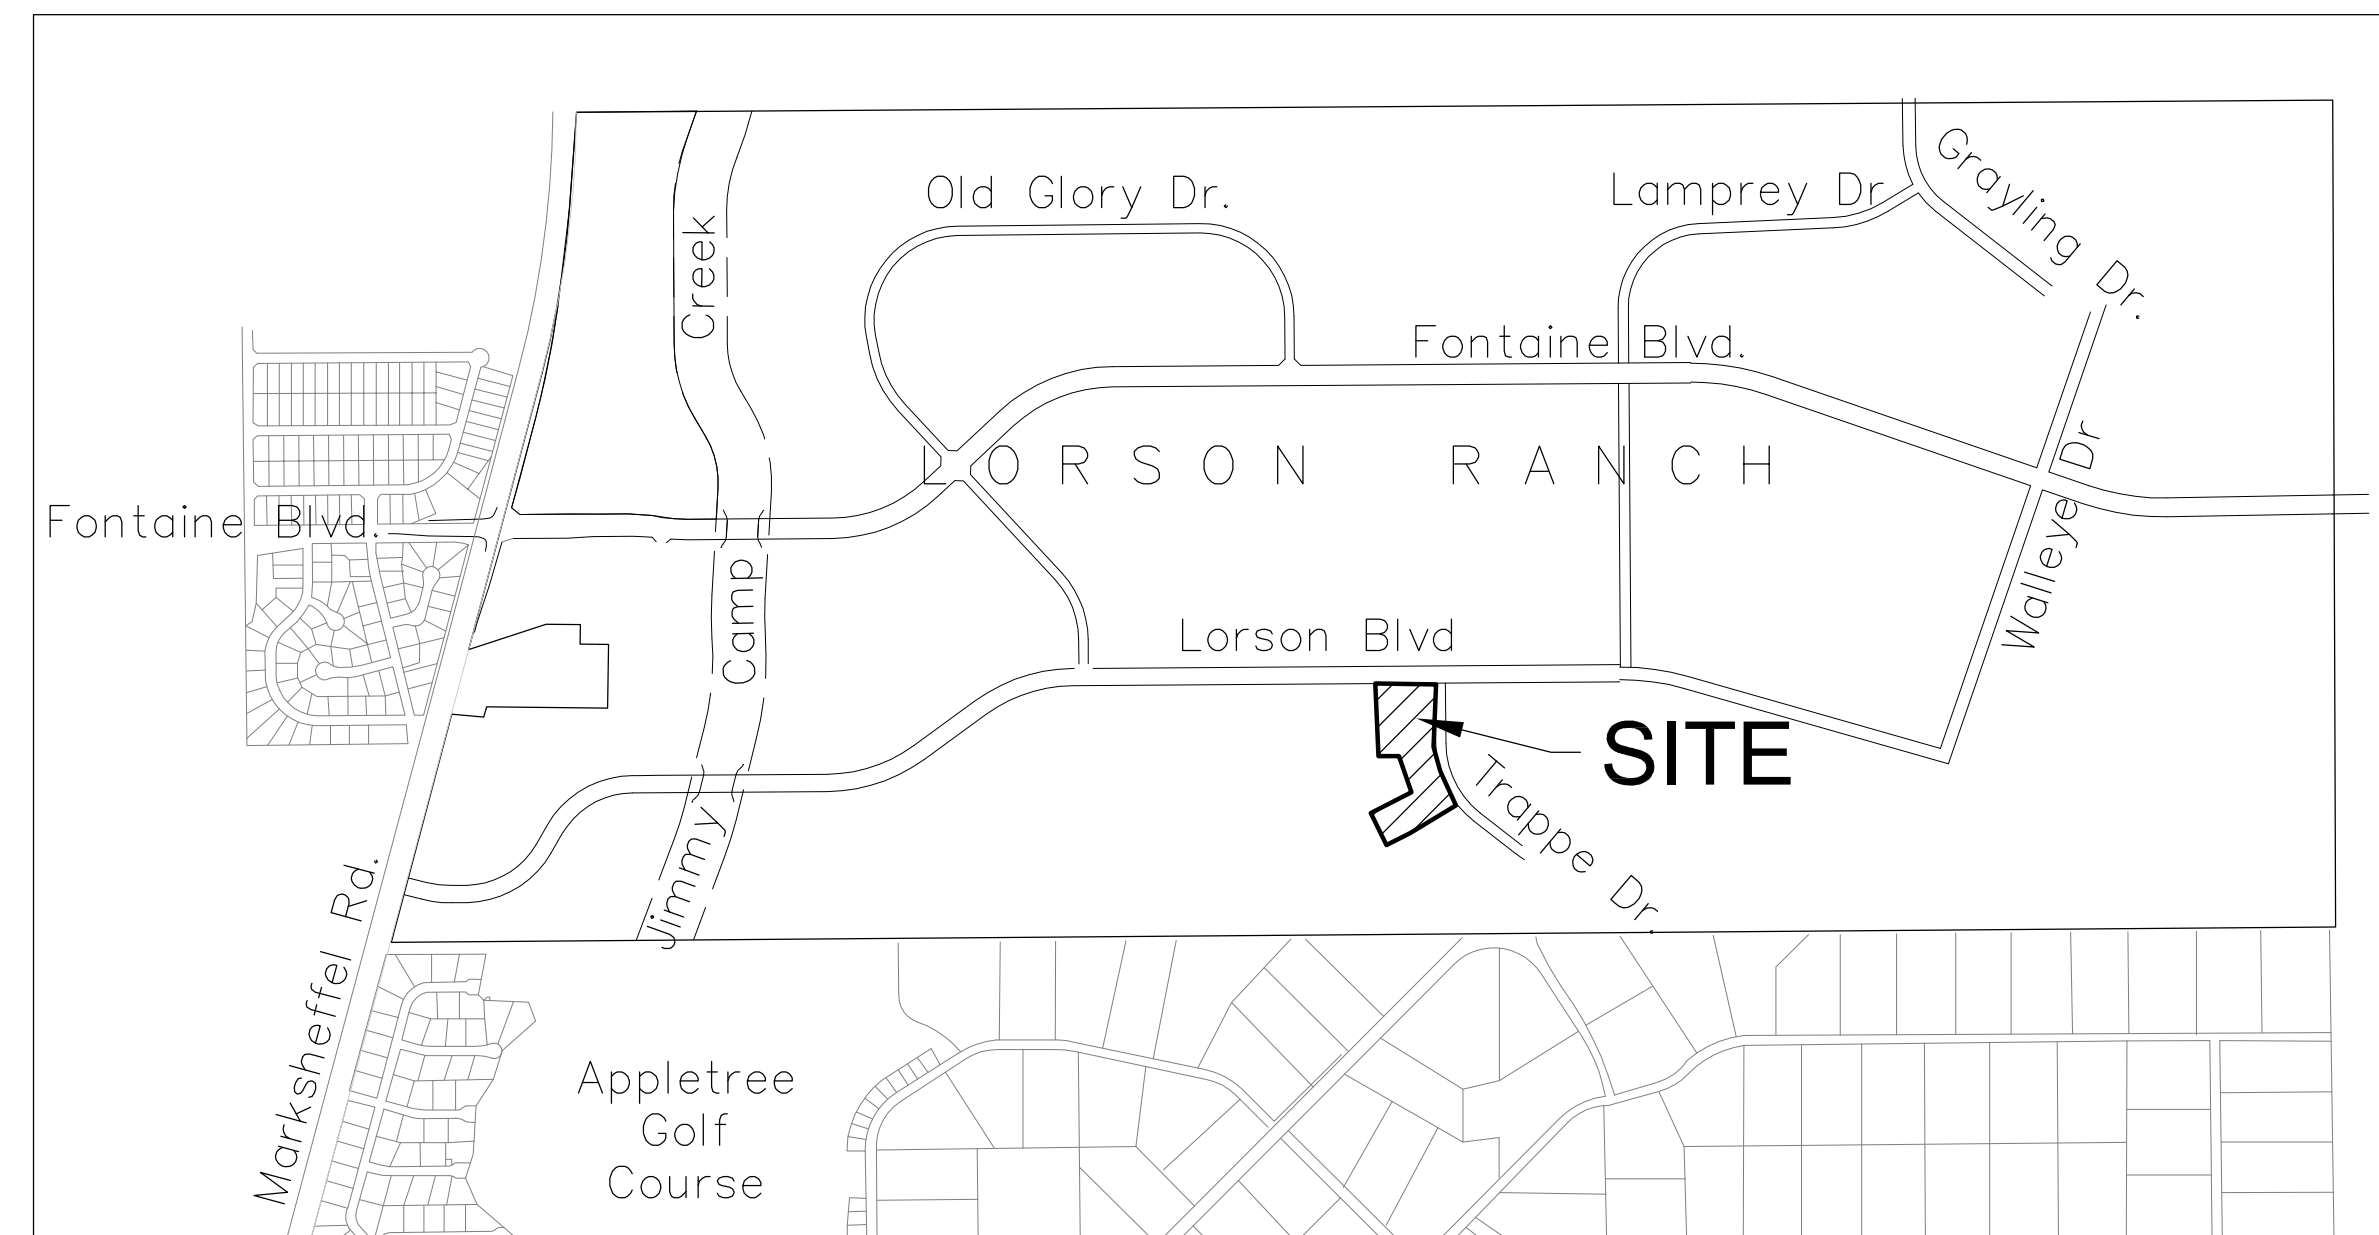 Grayling Dr.
Old Glory Dr.
Lamprey Dr
Creek
Fontaine Blvd.
LORSON RANCH
Fontaine Blvd.
Walleye Dr
Camp
Lorson Blvd
SITE
Trappe Dr.
Jimmy
Marksheffel Rd.
Appletree
Golf
Course